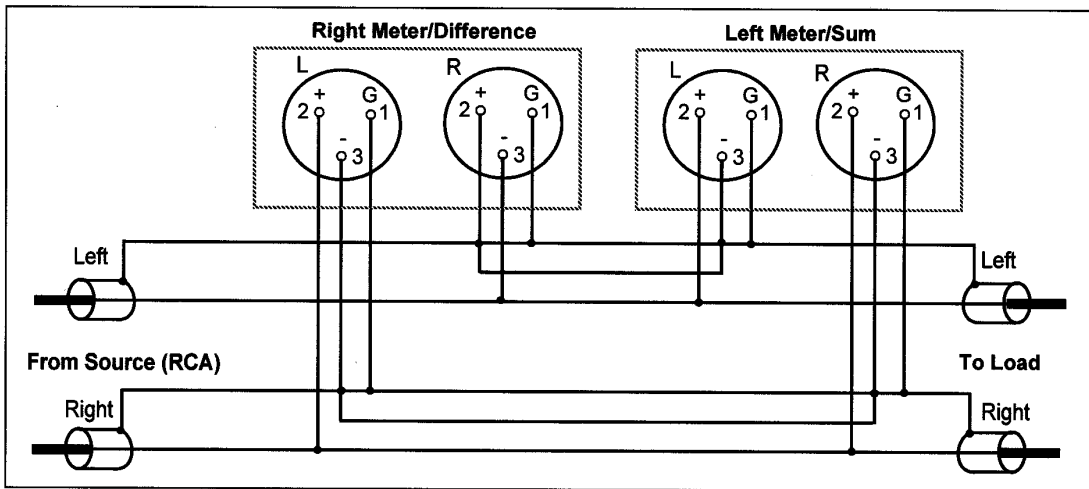 Right Meter/Difference
Left Meter/Sum
L
R
L
R
+ G
+ G
+ G
+ G
2 1
2 1
2 1
2 1
- 3
- 3
- 3
- 3
Left
Left
From Source (RCA)
To Load
Right
Right